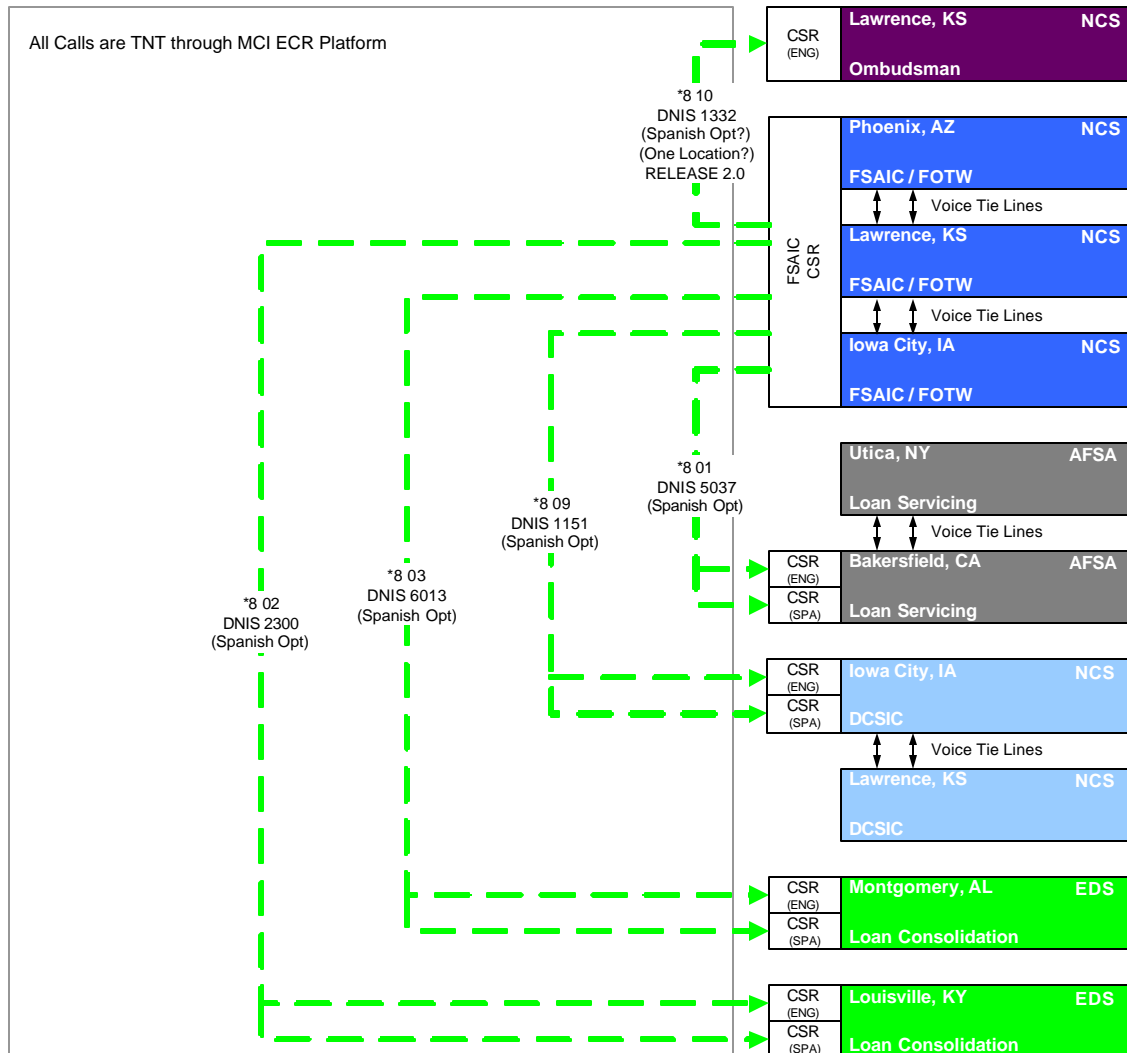 All Calls are TNT through MCI ECR Platform
CSR
(ENG)
Lawrence, KS NCS
Ombudsman
*8 10
DNIS 1332
(Spanish Opt?)
(One Location?)
RELEASE 2.0
FSAIC
CSR
Phoenix, AZ NCS
FSAIC / FOTW
Voice Tie Lines
Lawrence, KS NCS
FSAIC / FOTW
Voice Tie Lines
Iowa City, IA NCS
FSAIC / FOTW
*8 01
DNIS 5037
(Spanish Opt)
*8 09
DNIS 1151
(Spanish Opt)
*8 03
DNIS 6013
(Spanish Opt)
*8 02
DNIS 2300
(Spanish Opt)
Utica, NY AFSA
Loan Servicing
Voice Tie Lines
CSR
(ENG)
CSR
(SPA)
Bakersfield, CA AFSA
Loan Servicing
CSR
(ENG)
CSR
(SPA)
Iowa City, IA NCS
DCSIC
Voice Tie Lines
Lawrence, KS NCS
DCSIC
CSR
(ENG)
CSR
(SPA)
Montgomery, AL EDS
Loan Consolidation
CSR
(ENG)
CSR
(SPA)
Louisville, KY EDS
Loan Consolidation